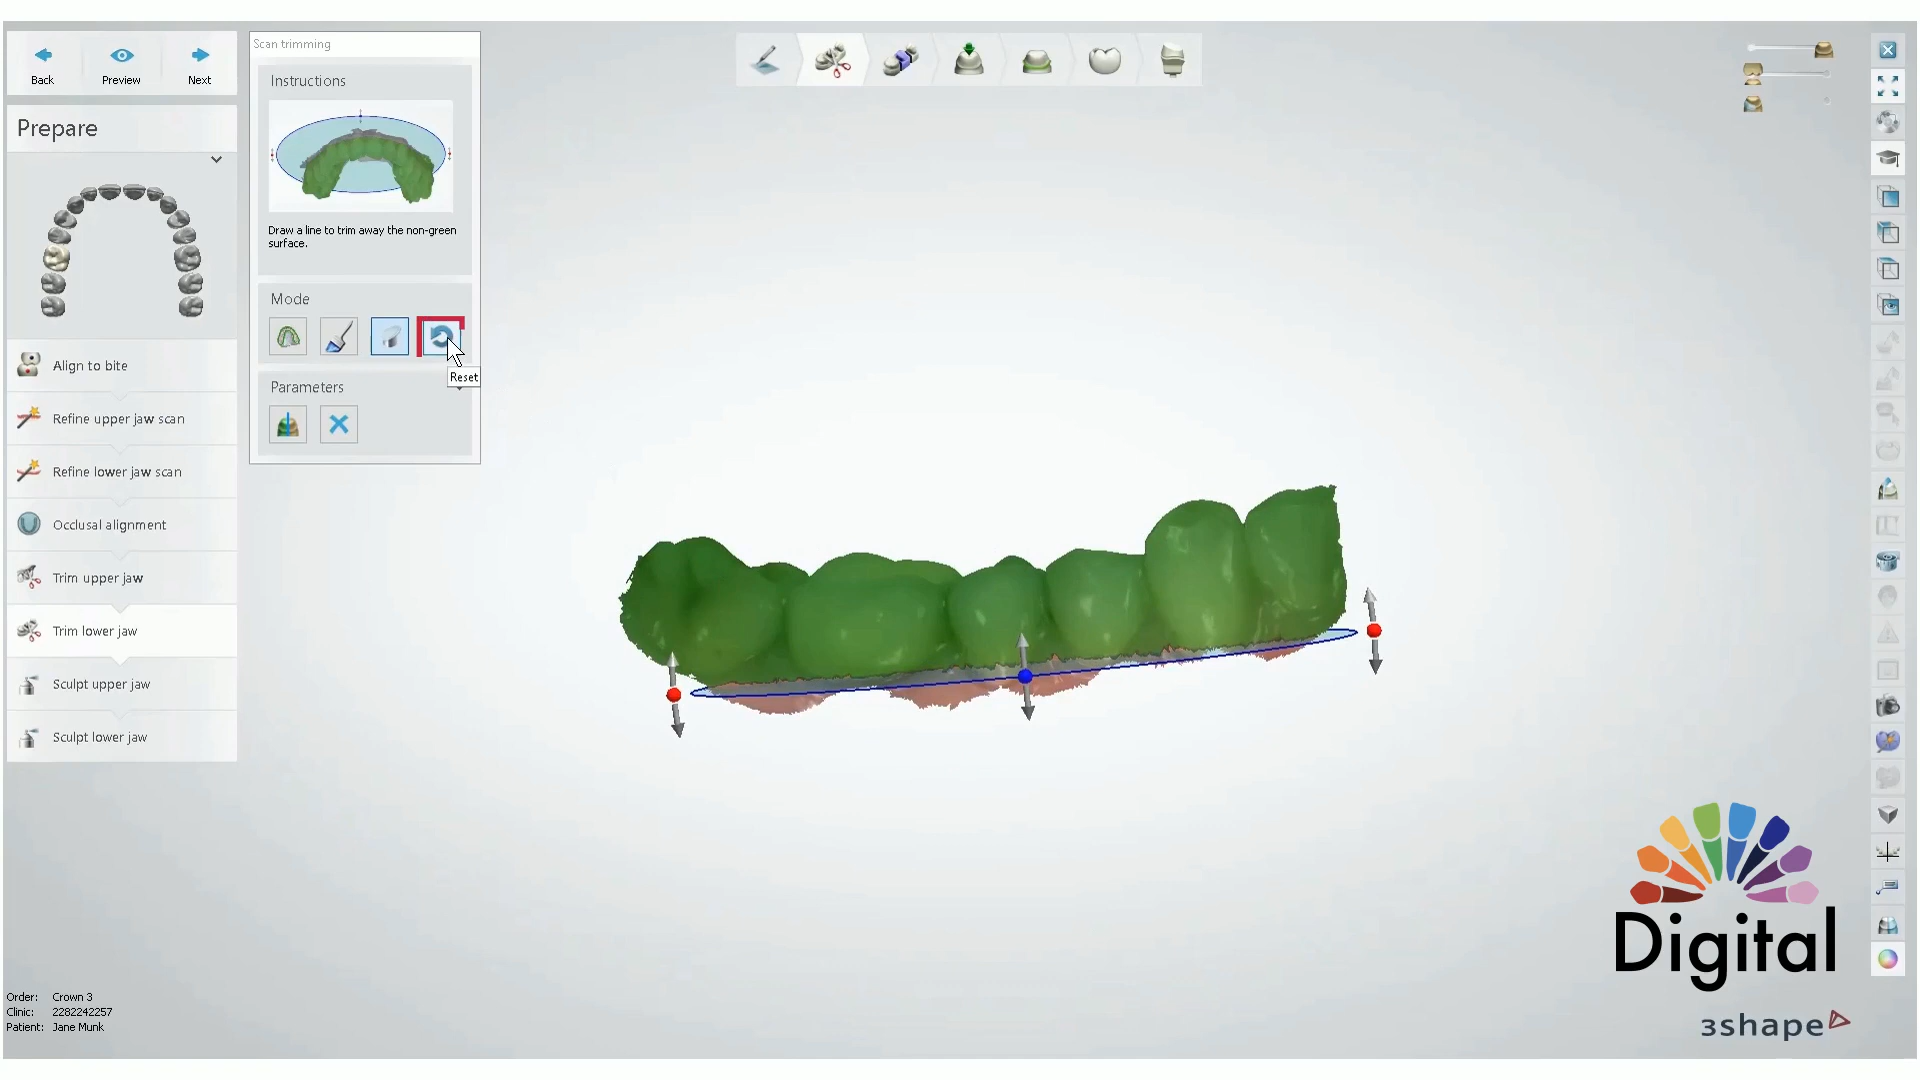 Back
Preview
Next
Scan trimming
Instructions
Draw a line to trim away the non-green
surface.
Mode
Reset
Parameters
Prepare
Align to bite
Refine upper jaw scan
Refine lower jaw scan
Occlusal alignment
Trim upper jaw
Trim lower jaw
Sculpt upper jaw
Sculpt lower jaw
Order: Crown 3
Clinic: 2282242257
Patient: Jane Munk
Digital
3shape